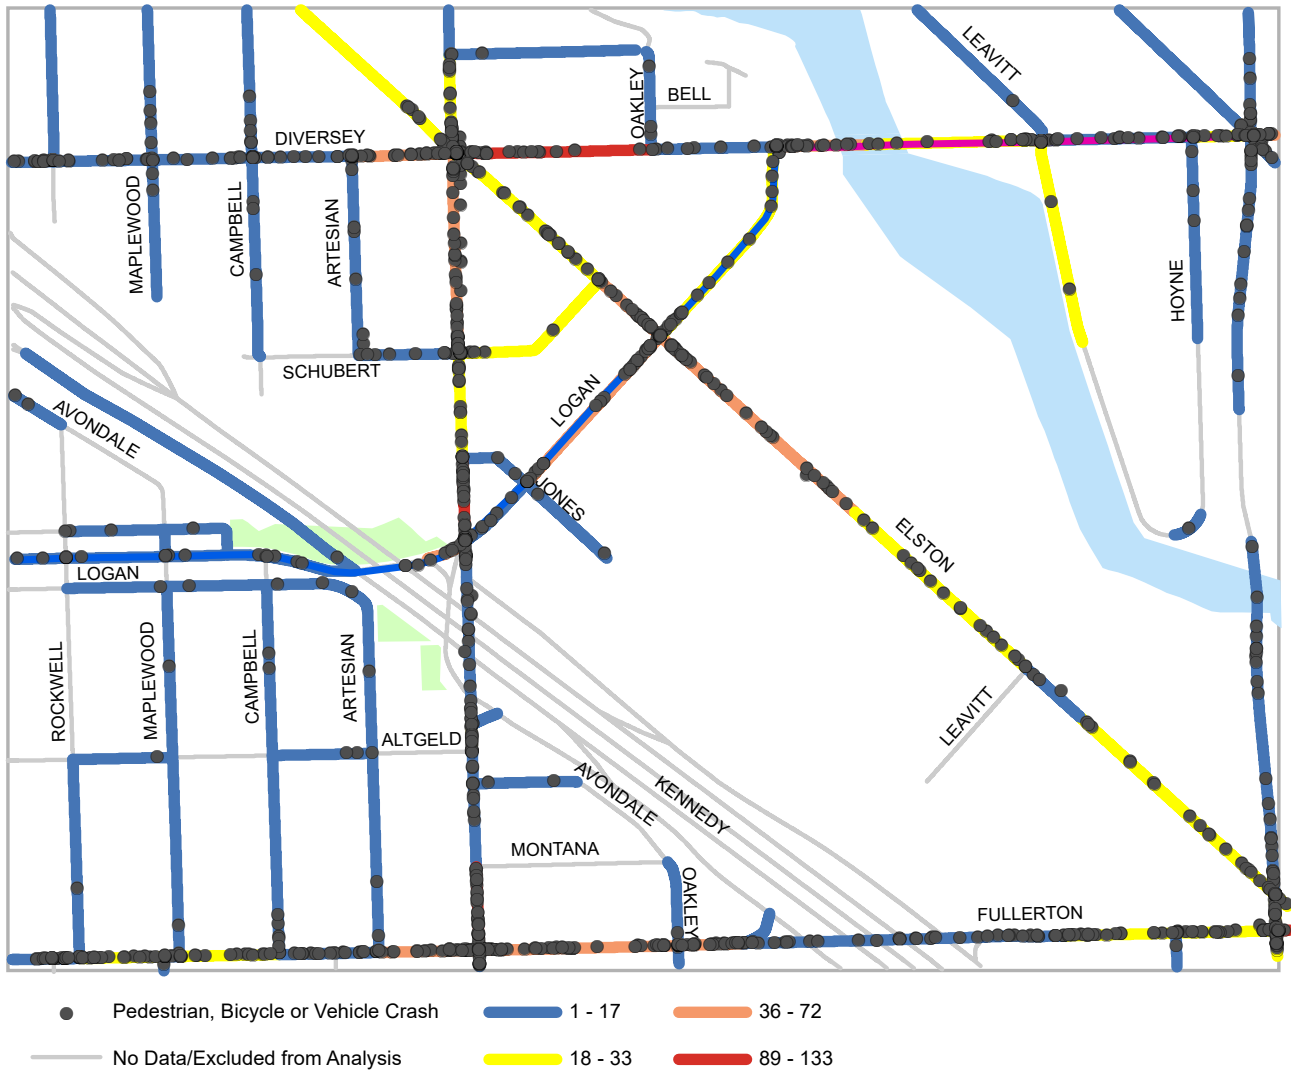 LEAVITT
OAKLEY
BELL
DIVERSEY
MAPLEWOOD
CAMPBELL
ARTESIAN
HOYNE
SCHUBERT
LOGAN
AVONDALE
JONES
ELSTON
LOGAN
ROCKWELL
MAPLEWOOD
CAMPBELL
ARTESIAN
ALTGELD
LEAVITT
AVONDALE
KENNEDY
MONTANA
OAKLEY
FULLERTON
Pedestrian, Bicycle or Vehicle Crash
1 - 17
36 - 72
No Data/Excluded from Analysis
18 - 33
89 - 133